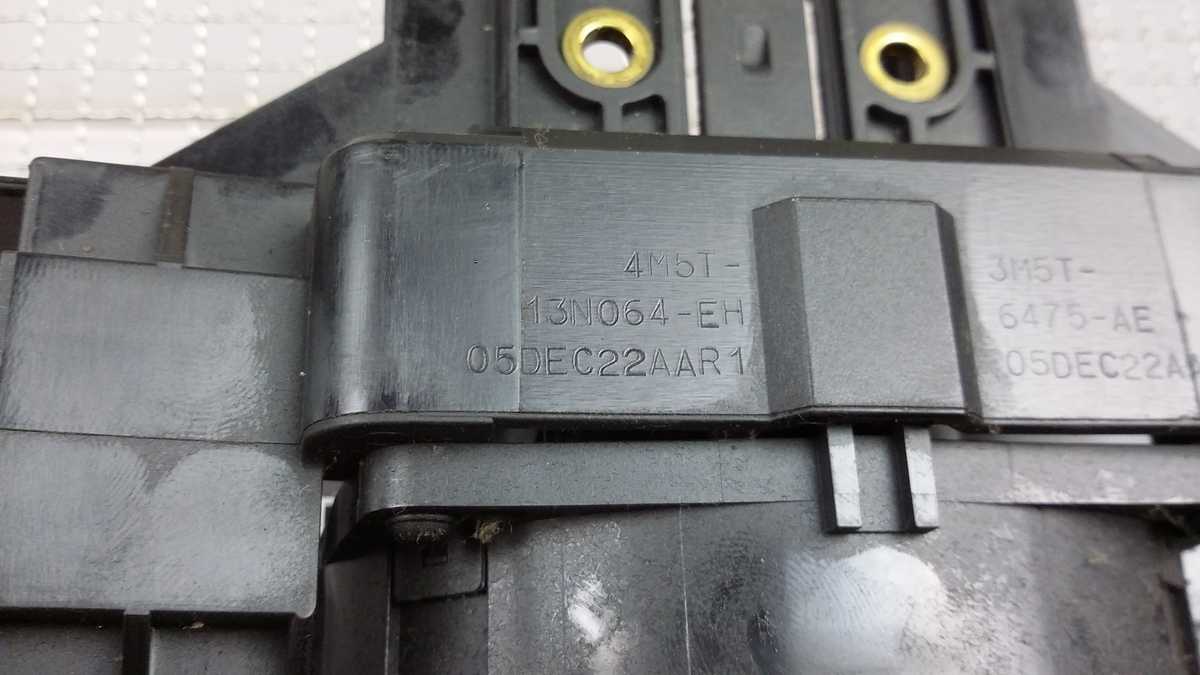 4M5T-
13N064-EH
05DEC22AAR1
3M5T-
6475-AE
05DEC22A